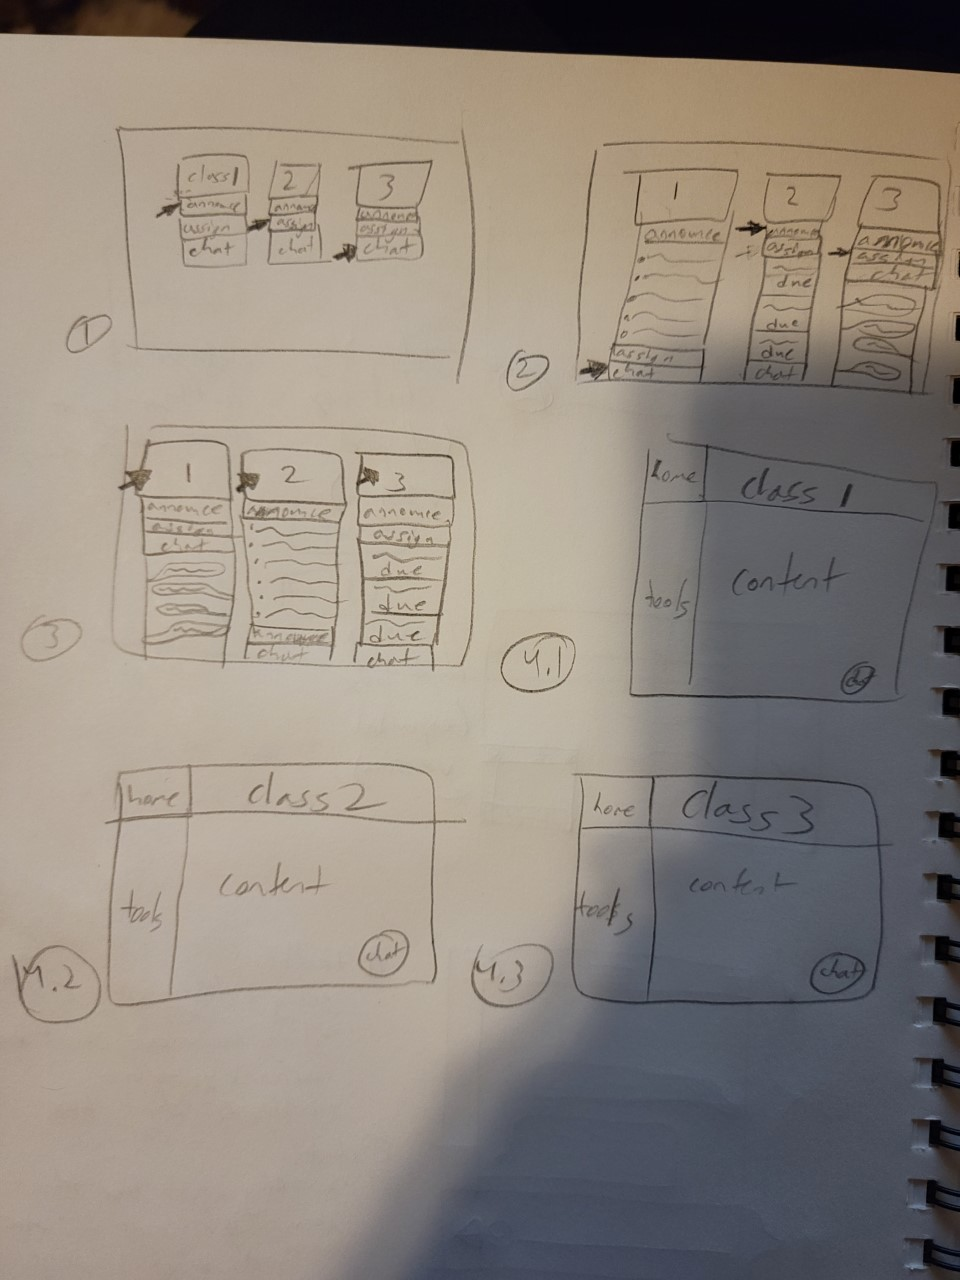 class 1
announce
assign
chat
2
announce
assign
chat
3
announce
assign
chat
1
1
announce
assign
chat
2
announce
assign
due
due
due
chat
3
announce
assign
chat
2
1
announce
assign
chat
2
announce
announce
chat
3
announce
assign
due
due
due
chat
3
home
class 1
tools
content
chat
4.1
home
class 2
tools
content
chat
4.2
home
class 3
tools
content
chat
4.3